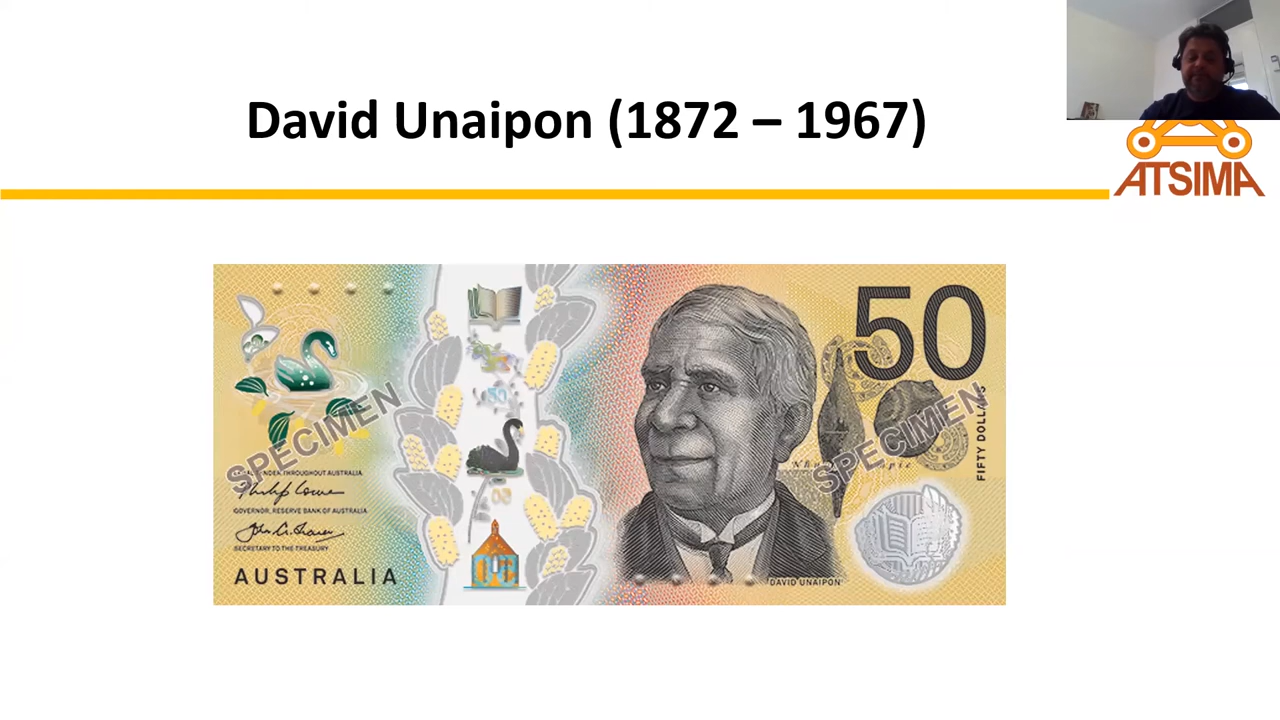 David Unaipon (1872 – 1967)
ATSIMA
50
FIFTY DOLLARS
SPECIMEN
SPECIMEN
50
GOVERNOR, RESERVE BANK OF AUSTRALIA
SECRETARY TO THE TREASURY
AUSTRALIA
DAVID UNAIPON